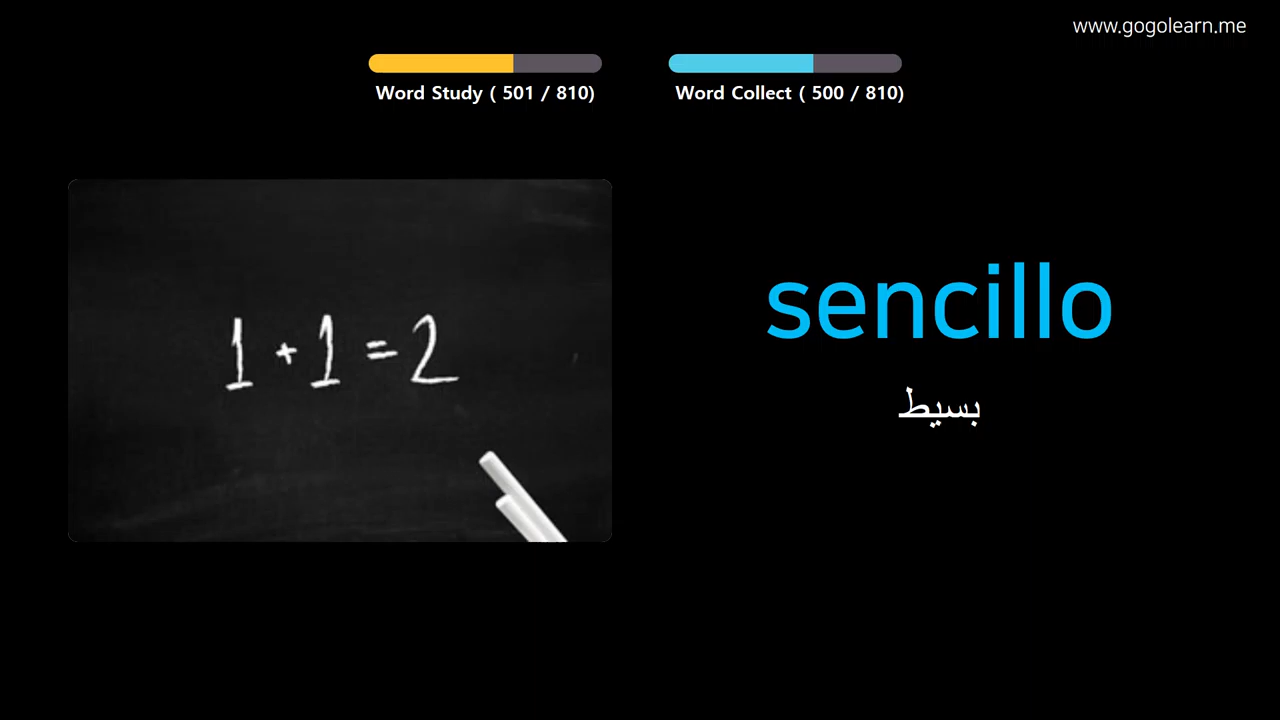 www.gogolearn.me
Word Study ( 501 / 810)
Word Collect ( 500 / 810)
1 + 1 = 2
sencillo
بسيط